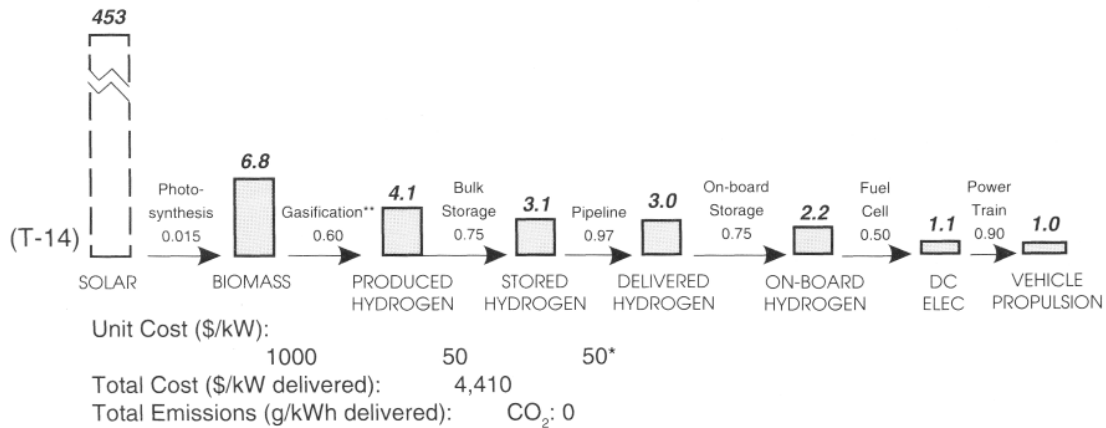 453
6.8
4.1
3.1
3.0
2.2
1.1
1.0
Photo-
synthesis
0.015
Gasification**
0.60
Bulk
Storage
0.75
Pipeline
0.97
On-board
Storage
0.75
Fuel
Cell
0.50
Power
Train
0.90
(T-14)
SOLAR
BIOMASS
PRODUCED
HYDROGEN
STORED
HYDROGEN
DELIVERED
HYDROGEN
ON-BOARD
HYDROGEN
DC
ELEC
VEHICLE
PROPULSION
Unit Cost ($/kW):
1000 50 50*
Total Cost ($/kW delivered): 4,410
Total Emissions (g/kWh delivered): CO₂: 0